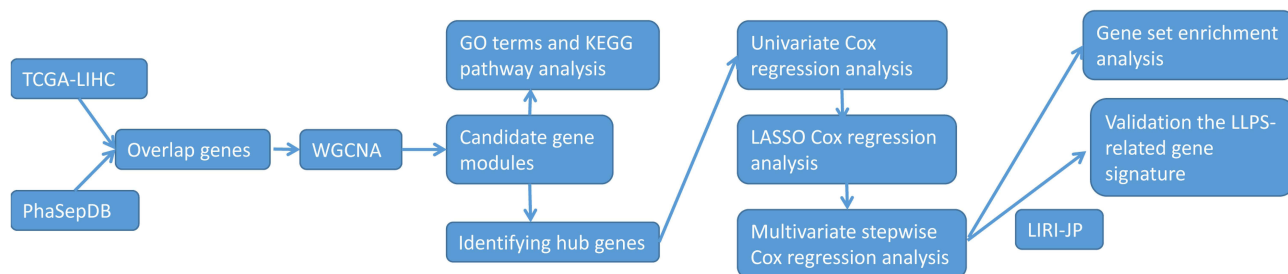 TCGA-LIHC
PhaSepDB
Overlap genes
WGCNA
GO terms and KEGG
pathway analysis
Candidate gene
modules
Identifying hub genes
Univariate Cox
regression analysis
LASSO Cox regression
analysis
Multivariate stepwise
Cox regression analysis
Gene set enrichment
analysis
Validation the LLPS-
related gene
signature
LIRI-JP